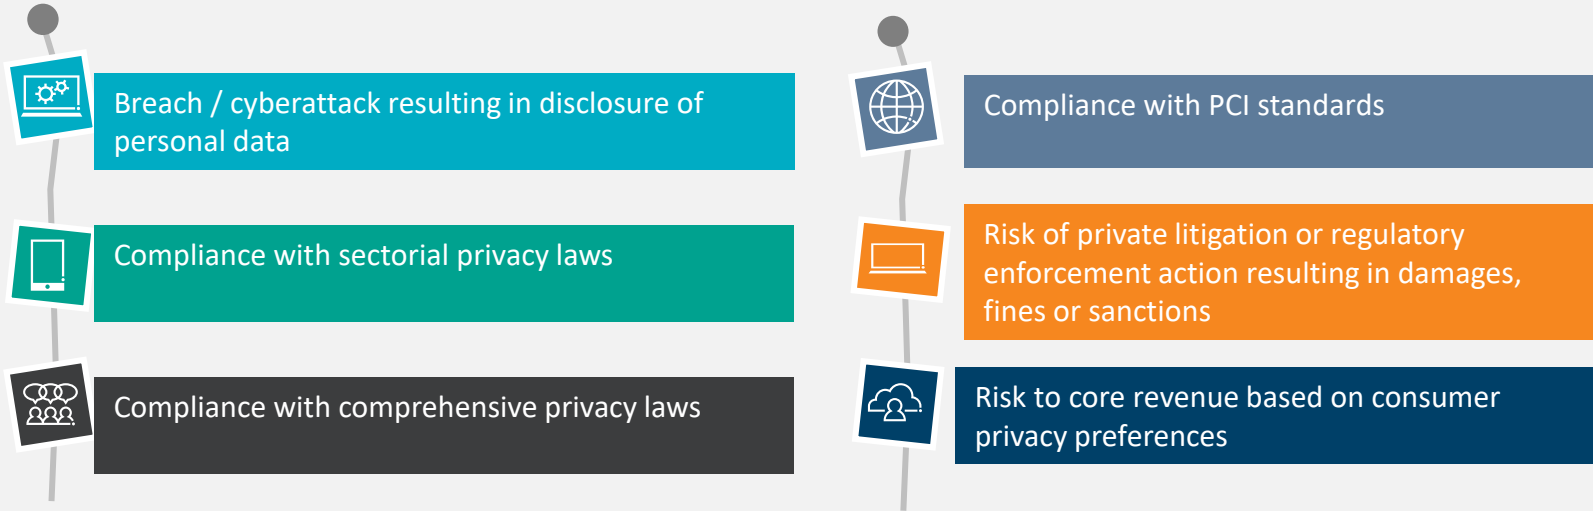 Breach / cyberattack resulting in disclosure of
personal data
Compliance with sectorial privacy laws
Compliance with comprehensive privacy laws
Compliance with PCI standards
Risk of private litigation or regulatory
enforcement action resulting in damages,
fines or sanctions
Risk to core revenue based on consumer
privacy preferences